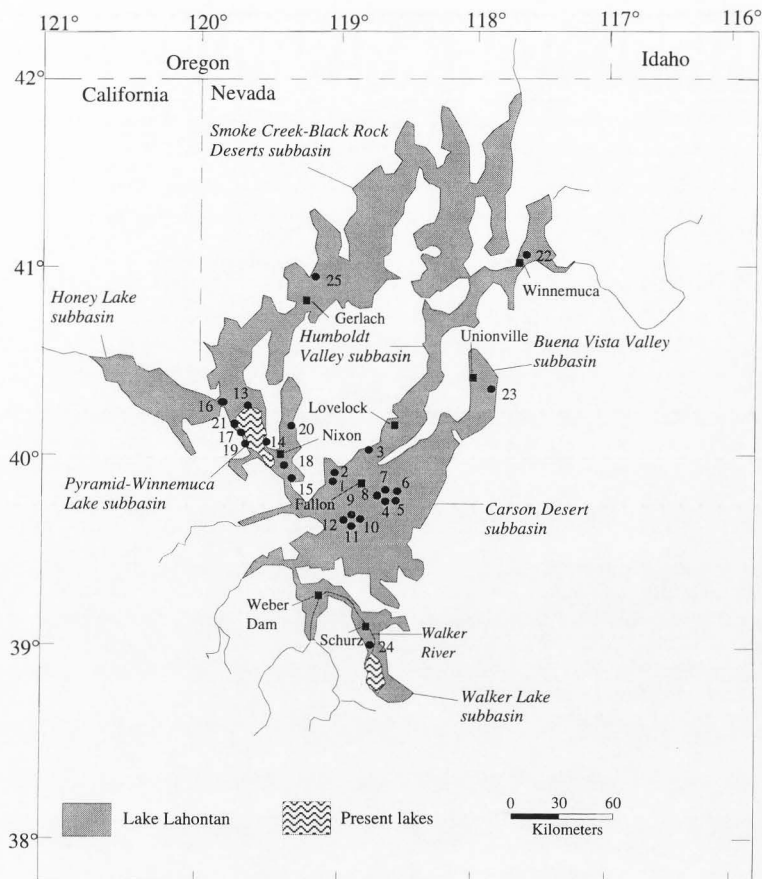 121° 120° 119° 118° 117° 116°
42°
Oregon Idaho
California Nevada
Smoke Creek-Black Rock
Deserts subbasin
41°
22
Winnemuca
25
Gerlach
Honey Lake
subbasin
Humboldt
Valley subbasin
Unionville
Buena Vista Valley
subbasin
23
16 13
21
17
19
14
20
Nixon
18
15
Lovelock
40°
Pyramid-Winnemuca
Lake subbasin
3
2
1
Fallon
7 6
8
4 5
9
12 10
11
Carson Desert
subbasin
Weber
Dam
Schurz
Walker
River
24
39°
Walker Lake
subbasin
Lake Lahontan
Present lakes
0 30 60
Kilometers
38°